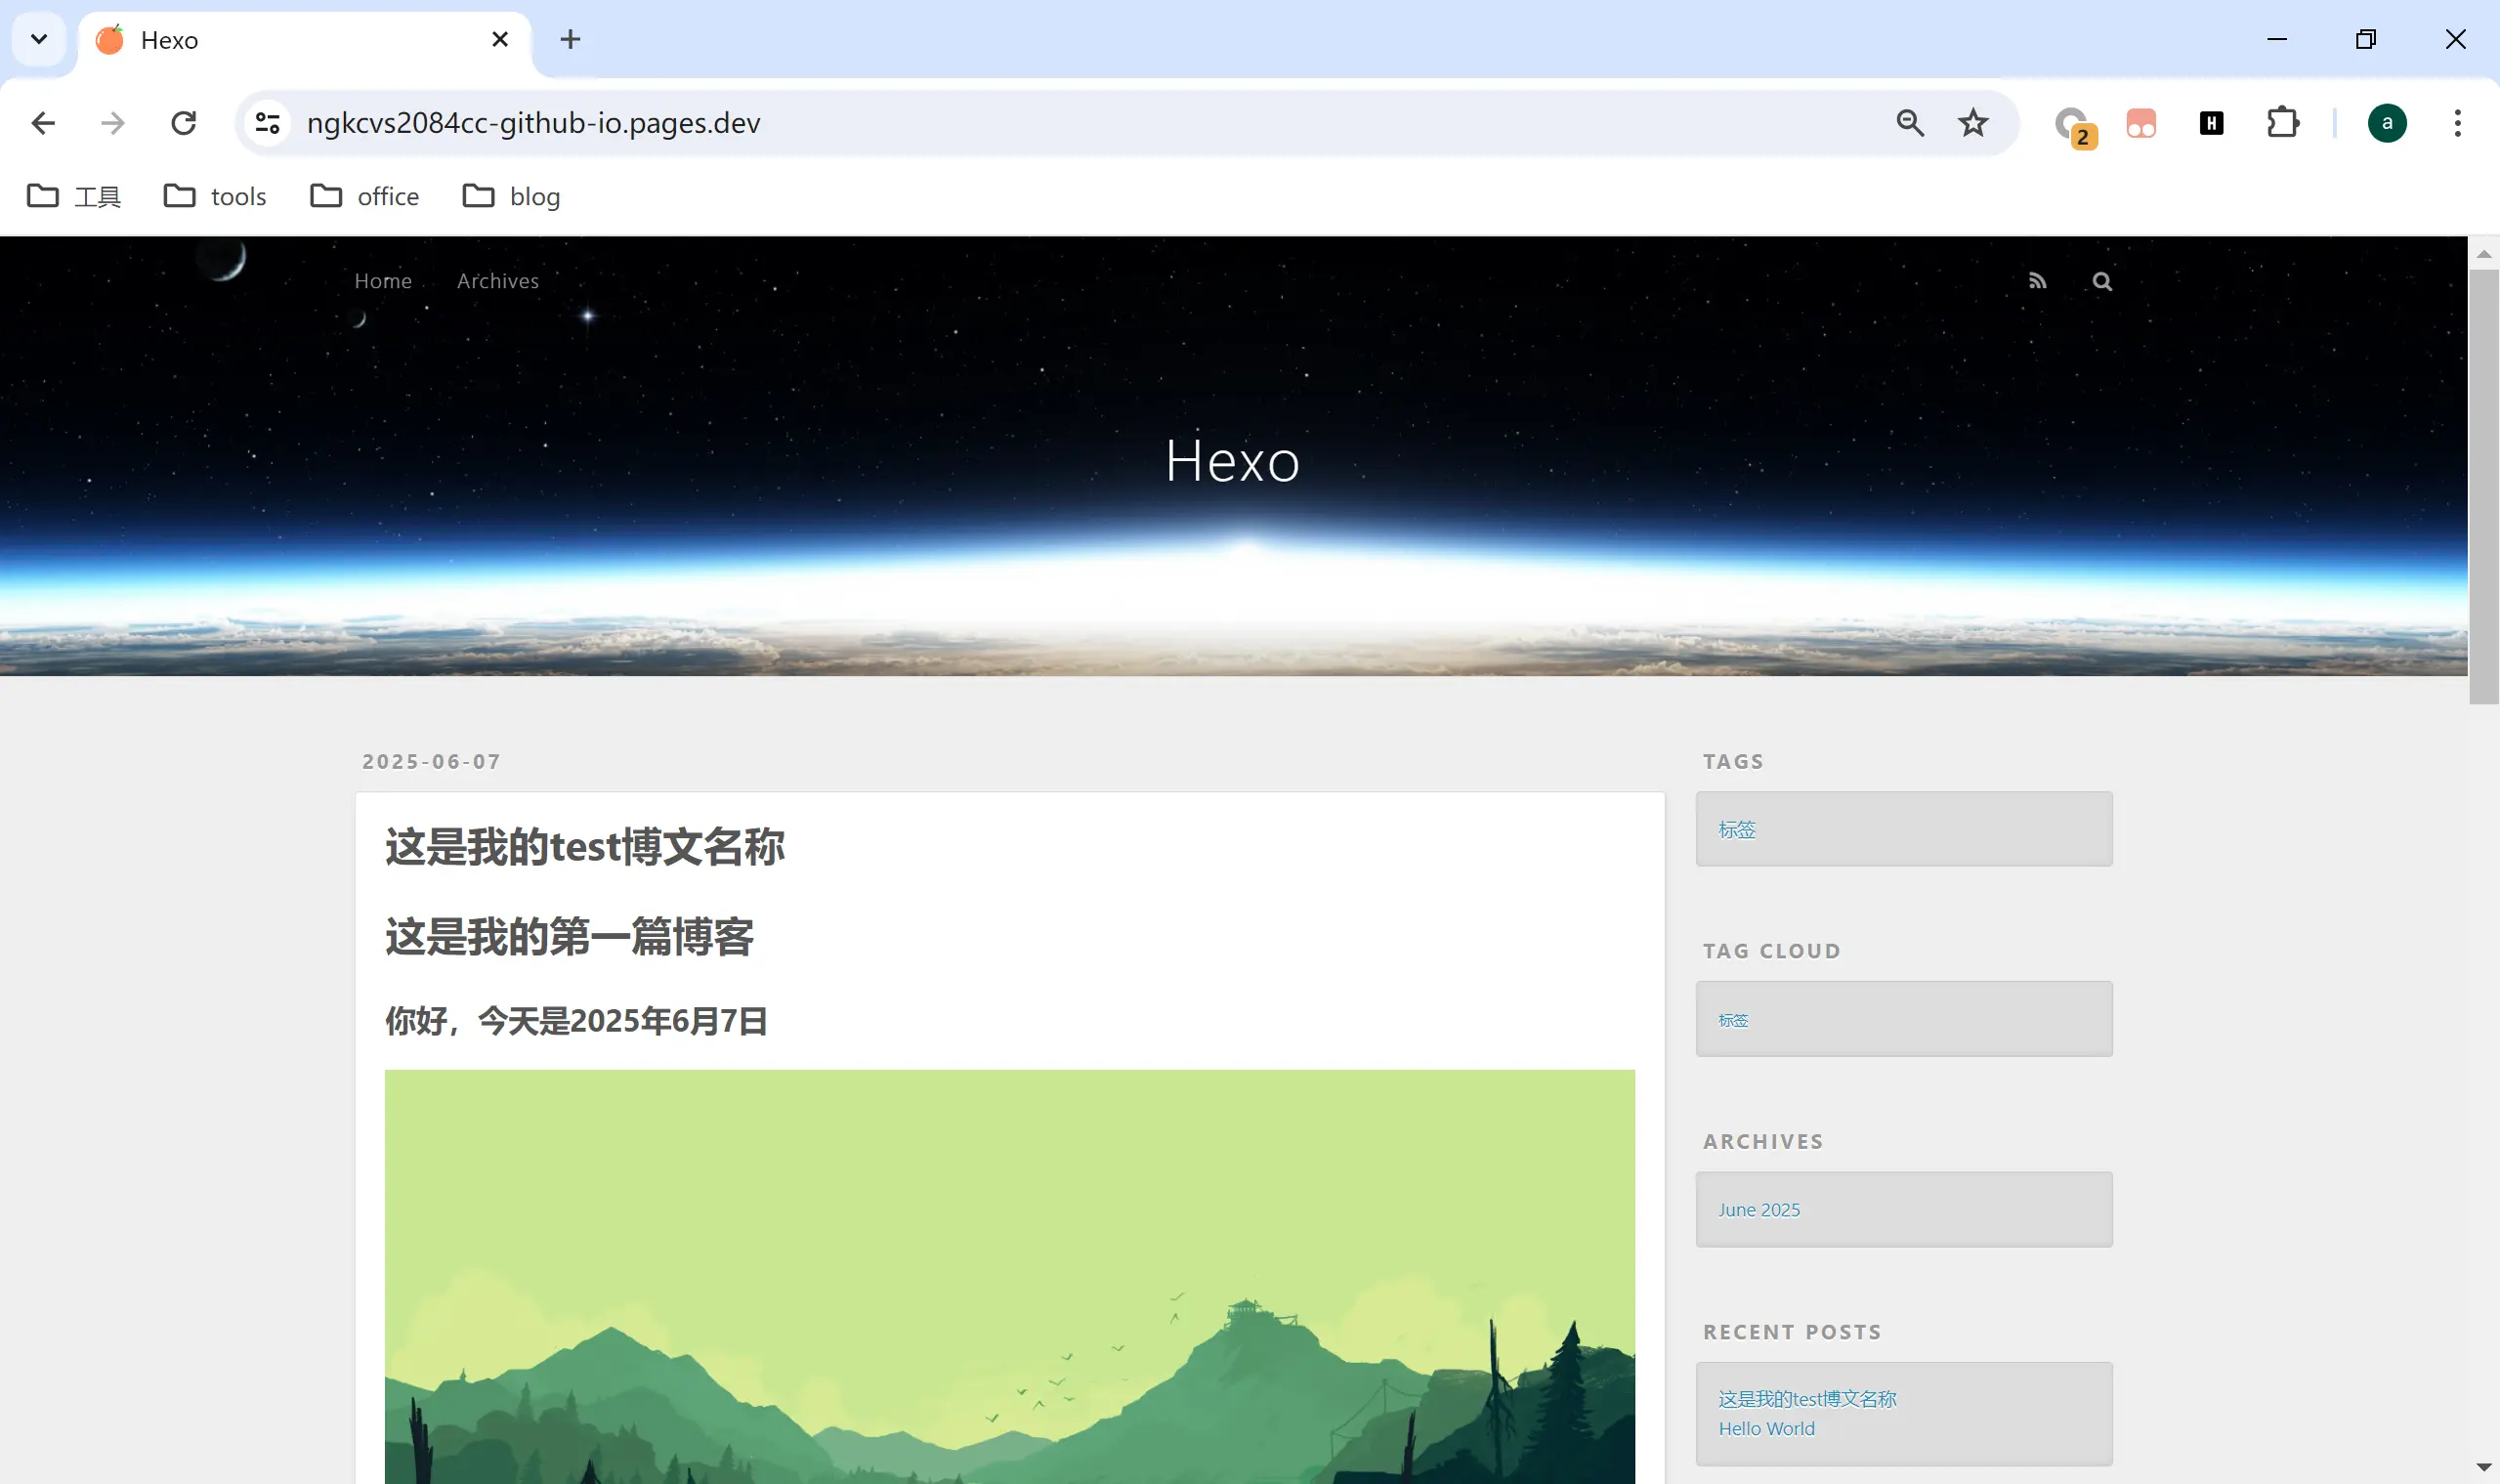 Hexo
ngkcvs2084cc-github-io.pages.dev
2
H
a
工具
tools
office
blog
Home
Archives
Hexo
2025-06-07
这是我的test博文名称
这是我的第一篇博客
你好，今天是2025年6月7日
TAGS
标签
TAG CLOUD
标签
ARCHIVES
June 2025
RECENT POSTS
这是我的test博文名称
Hello World